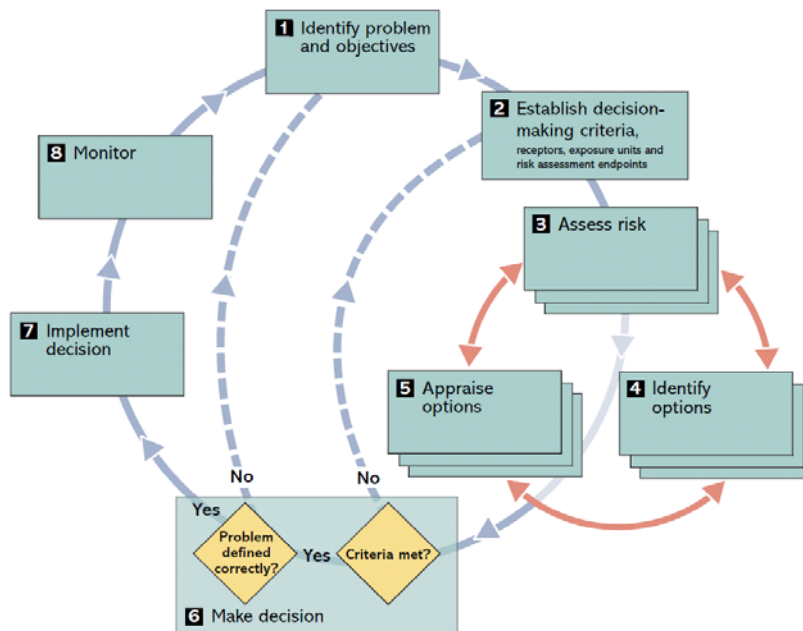 1 Identify problem
and objectives
2 Establish decision-
making criteria,
receptors, exposure units and
risk assessment endpoints
3 Assess risk
4 Identify
options
5 Appraise
options
No
No
Yes
Problem
defined
correctly?
Yes
Criteria met?
6 Make decision
7 Implement
decision
8 Monitor